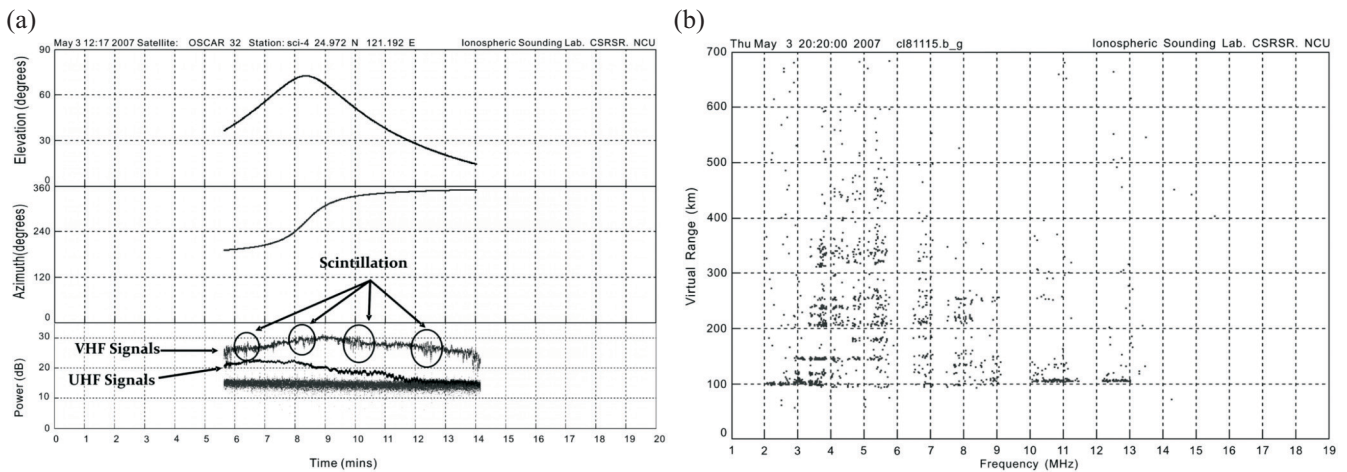 (a)
May 3 12:17 2007 Satellite: OSCAR 32 Station: sci-4 24.972 N 121.192 E Ionospheric Sounding Lab. CSRSR. NCU
Elevation (degrees)
90
60
30
0
Azimuth(degrees)
360
240
120
0
Scintillation
Power (dB)
30
20
10
0
VHF Signals
UHF Signals
0 1 2 3 4 5 6 7 8 9 10 11 12 13 14 15 16 17 18 19 20
Time (mins)
(b)
Thu May 3 20:20:00 2007 cl81115.b_g Ionospheric Sounding Lab. CSRSR. NCU
Virtual Range (km)
700
600
500
400
300
200
100
0
1 2 3 4 5 6 7 8 9 10 11 12 13 14 15 16 17 18 19
Frequency (MHz)